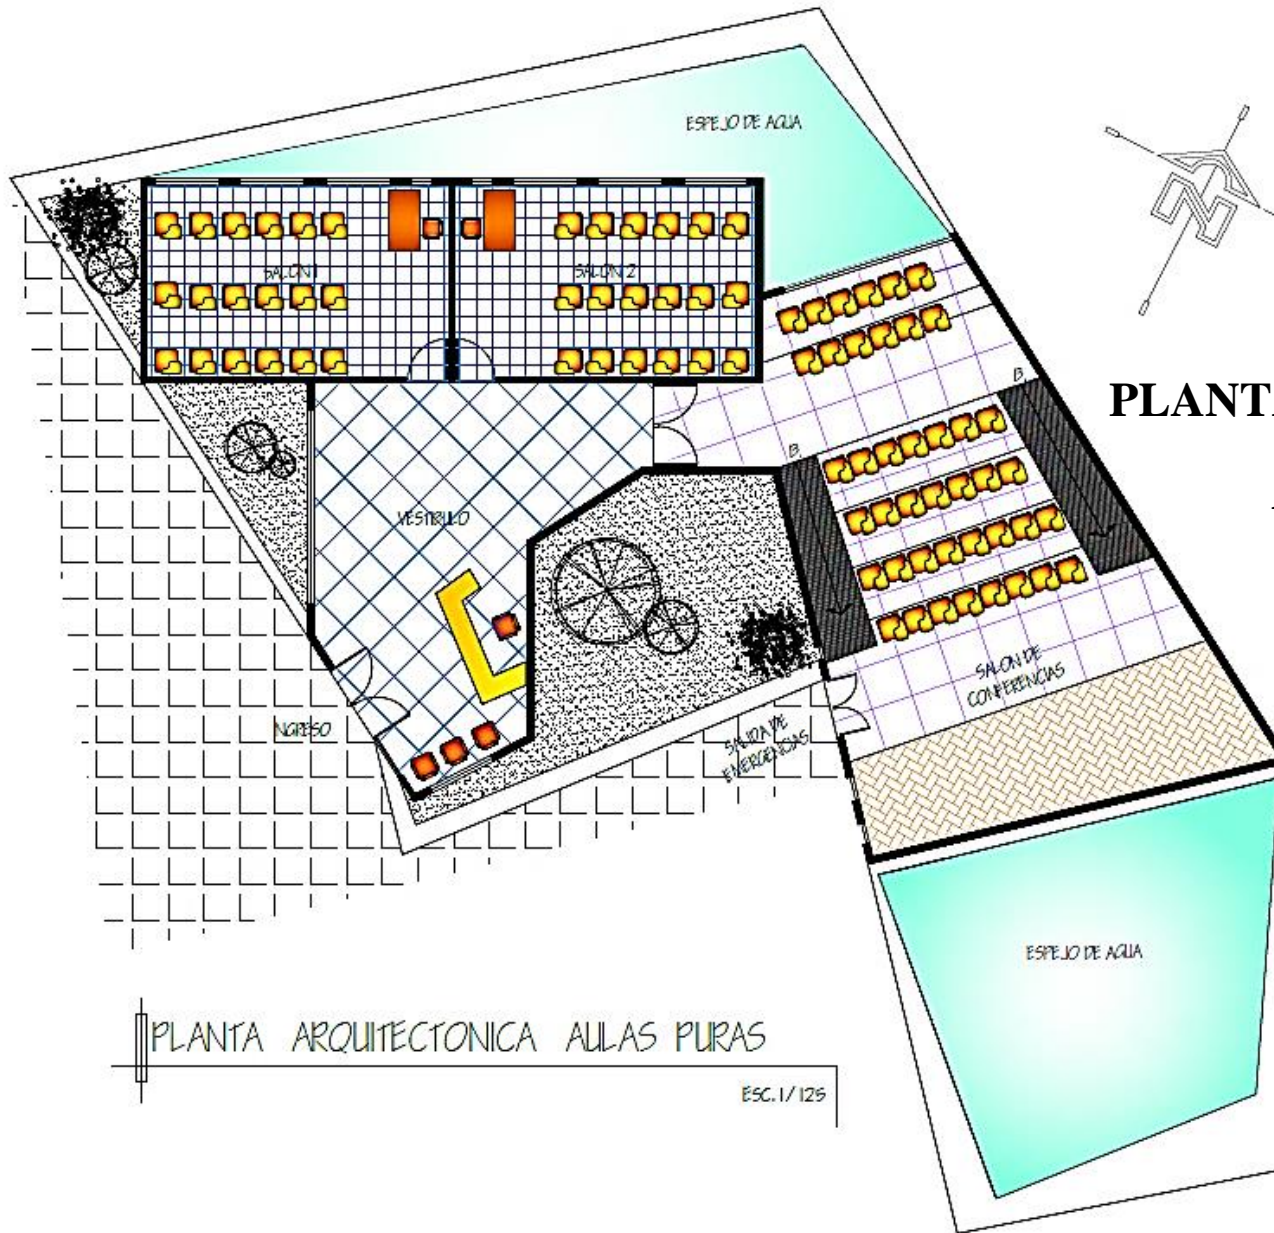 ESPEJO DE AGUA
N
SALON 1
SALON 2
PLANT
B.
B.
VESTIBULO
SALON DE
CONFERENCIAS
INGRESO
SALIDA DE
EMERGENCIAS
ESPEJO DE AGUA
PLANTA ARQUITECTONICA AULAS PURAS
ESC. 1/125